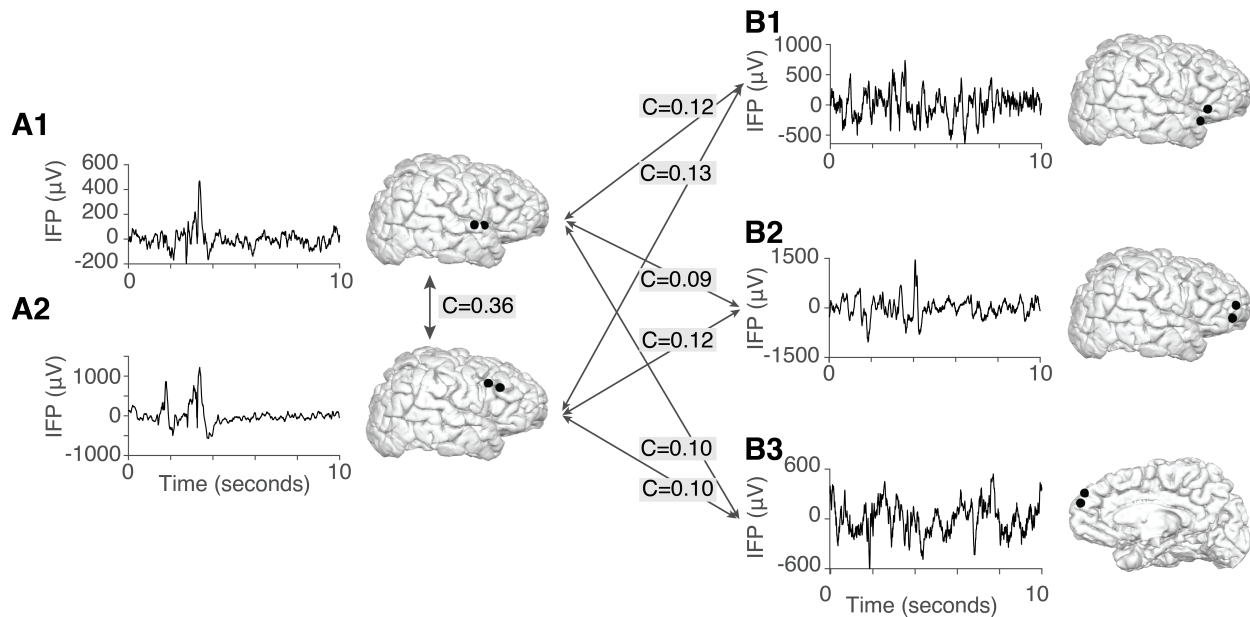 A1
IFP (µV)
600
400
200
0
-200
0
10
C=0.36
A2
IFP (µV)
1000
0
-1000
0
10
Time (seconds)
C=0.12
C=0.13
C=0.09
C=0.12
C=0.10
C=0.10
B1
IFP (µV)
1000
500
0
-500
0
10
B2
IFP (µV)
1500
0
-1500
0
10
B3
IFP (µV)
600
0
-600
0
10
Time (seconds)